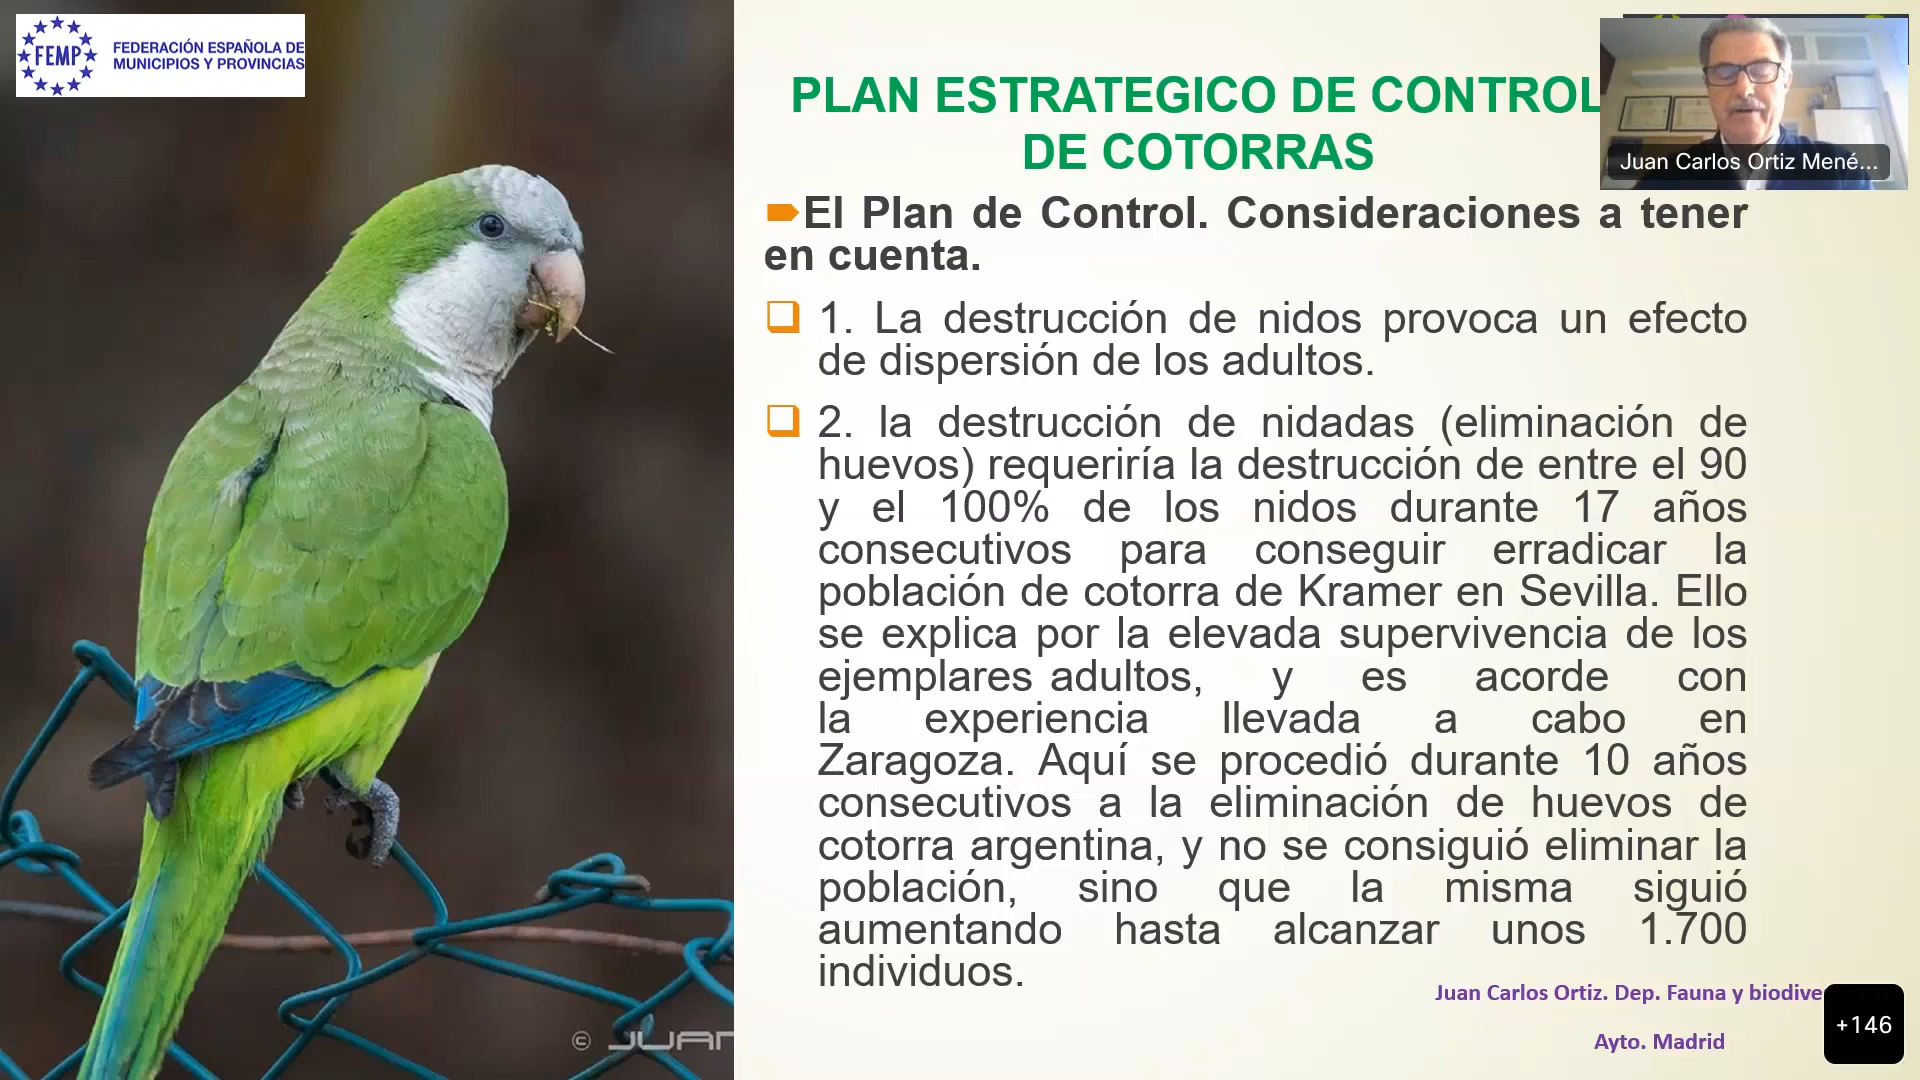 FEMP
FEDERACIÓN ESPAÑOLA DE
MUNICIPIOS Y PROVINCIAS
PLAN ESTRATEGICO DE CONTROL
DE COTORRAS
Juan Carlos Ortiz Mené...
El Plan de Control. Consideraciones a tener
en cuenta.
1. La destrucción de nidos provoca un efecto
de dispersión de los adultos.
2. la destrucción de nidadas (eliminación de
huevos) requeriría la destrucción de entre el 90
y el 100% de los nidos durante 17 años
consecutivos para conseguir erradicar la
población de cotorra de Kramer en Sevilla. Ello
se explica por la elevada supervivencia de los
ejemplares adultos, y es acorde con
la experiencia llevada a cabo en
Zaragoza. Aquí se procedió durante 10 años
consecutivos a la eliminación de huevos de
cotorra argentina, y no se consiguió eliminar la
población, sino que la misma siguió
aumentando hasta alcanzar unos 1.700
individuos.
Juan Carlos Ortiz. Dep. Fauna y biodive
Ayto. Madrid
+146
© JUAN